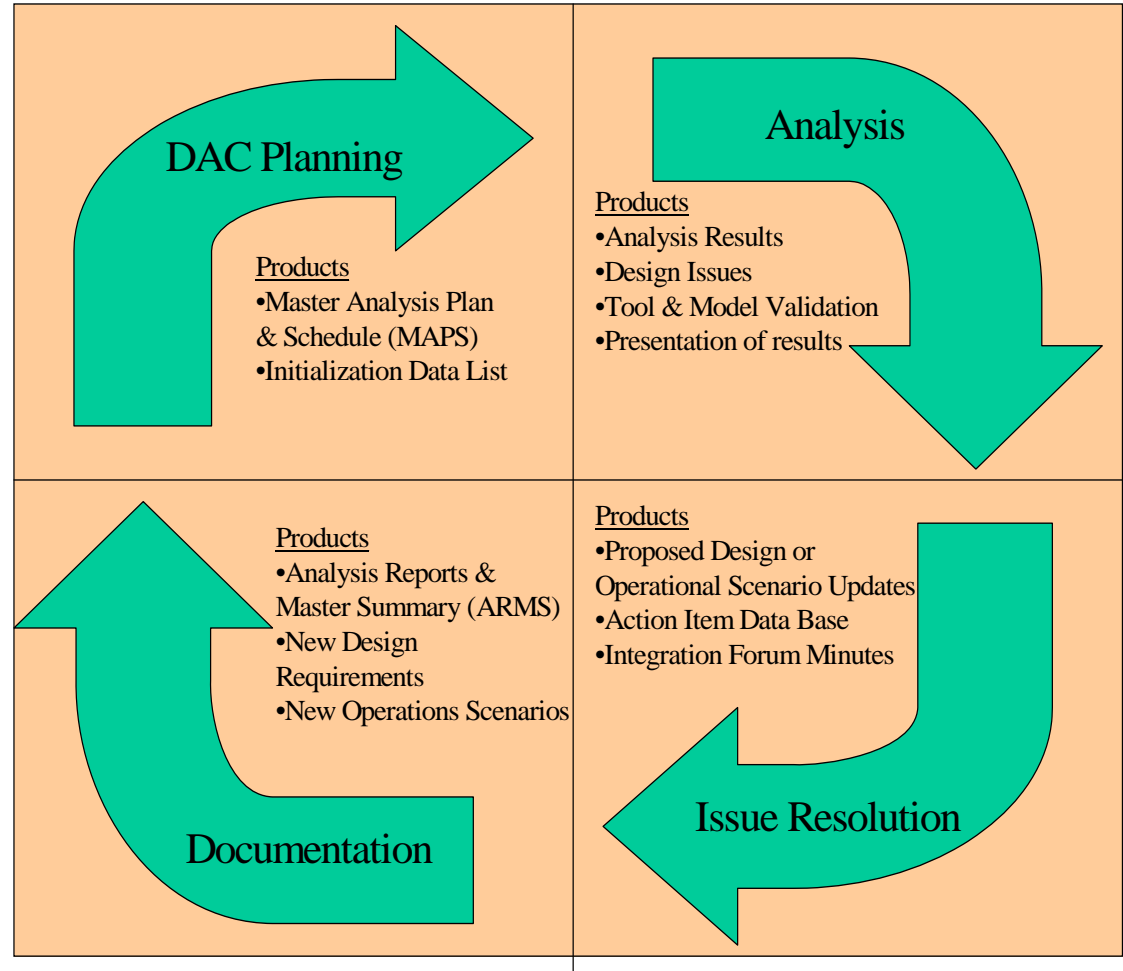 DAC Planning
Products
•Master Analysis Plan
& Schedule (MAPS)
•Initialization Data List
Analysis
Products
•Analysis Results
•Design Issues
•Tool & Model Validation
•Presentation of results
Products
•Analysis Reports &
Master Summary (ARMS)
•New Design
Requirements
•New Operations Scenarios
Documentation
Products
•Proposed Design or
Operational Scenario Updates
•Action Item Data Base
•Integration Forum Minutes
Issue Resolution